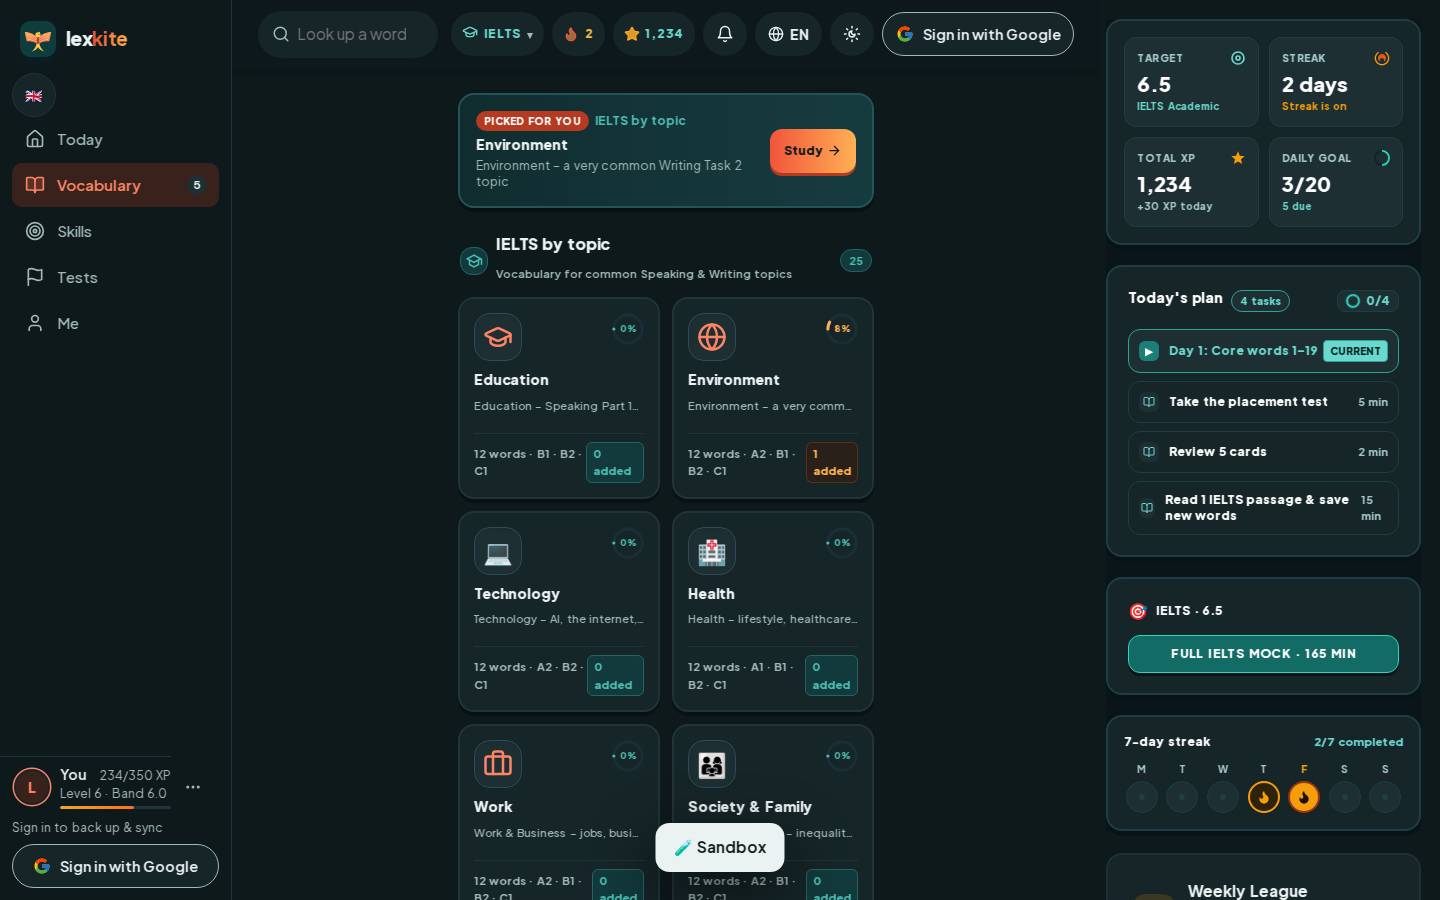 lexkite
Today
Vocabulary 5
Skills
Tests
Me
You 234/350 XP
L
Level 6 · Band 6.0
Sign in to back up & sync
Sign in with Google
Look up a word
IELTS ▾
2
1,234
EN
Sign in with Google
PICKED FOR YOU IELTS by topic
Environment
Environment – a very common Writing Task 2
topic
Study →
IELTS by topic
Vocabulary for common Speaking & Writing topics
25
0%
Education
Education – Speaking Part 1...
12 words · B1 · B2 ·
C1
0
added
8%
Environment
Environment – a very comm...
12 words · A2 · B1 ·
B2 · C1
1
added
0%
Technology
Technology – AI, the internet,...
12 words · A2 · B2 ·
C1
0
added
0%
Health
Health – lifestyle, healthcare...
12 words · A1 · B1 ·
B2 · C1
0
added
0%
Work
Work & Business – jobs, busi...
12 words · A2 · B1 ·
B2 · C1
0
added
0%
Society & Family
– inequalit...
12 words · A2 · B1 ·
B2 · C1
0
added
Sandbox
TARGET
6.5
IELTS Academic
STREAK
2 days
Streak is on
TOTAL XP
1,234
+30 XP today
DAILY GOAL
3/20
5 due
Today's plan 4 tasks 0/4
Day 1: Core words 1–19 CURRENT
Take the placement test 5 min
Review 5 cards 2 min
Read 1 IELTS passage & save
new words
15
min
IELTS · 6.5
FULL IELTS MOCK · 165 MIN
7-day streak 2/7 completed
M T W T F S S
Weekly League